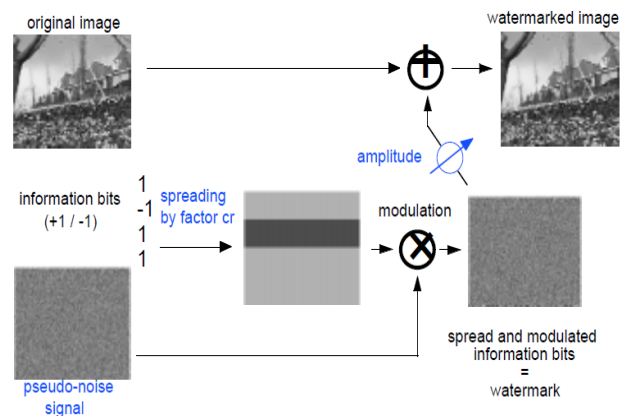 original image
watermarked image
amplitude
information bits
(+1 / -1)
1
-1
1
1
spreading
by factor cr
modulation
pseudo-noise
signal
spread and modulated
information bits
=
watermark